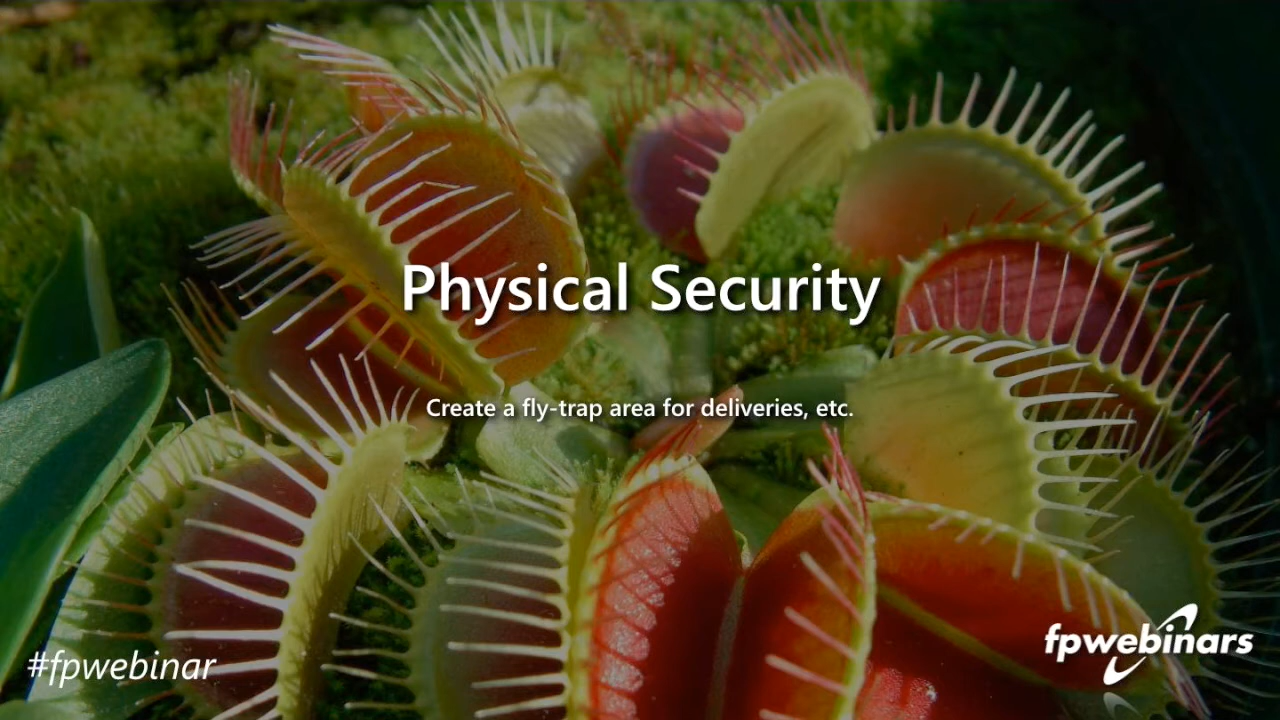 Physical Security
Create a fly-trap area for deliveries, etc.
#fpwebinar
fpwebinars